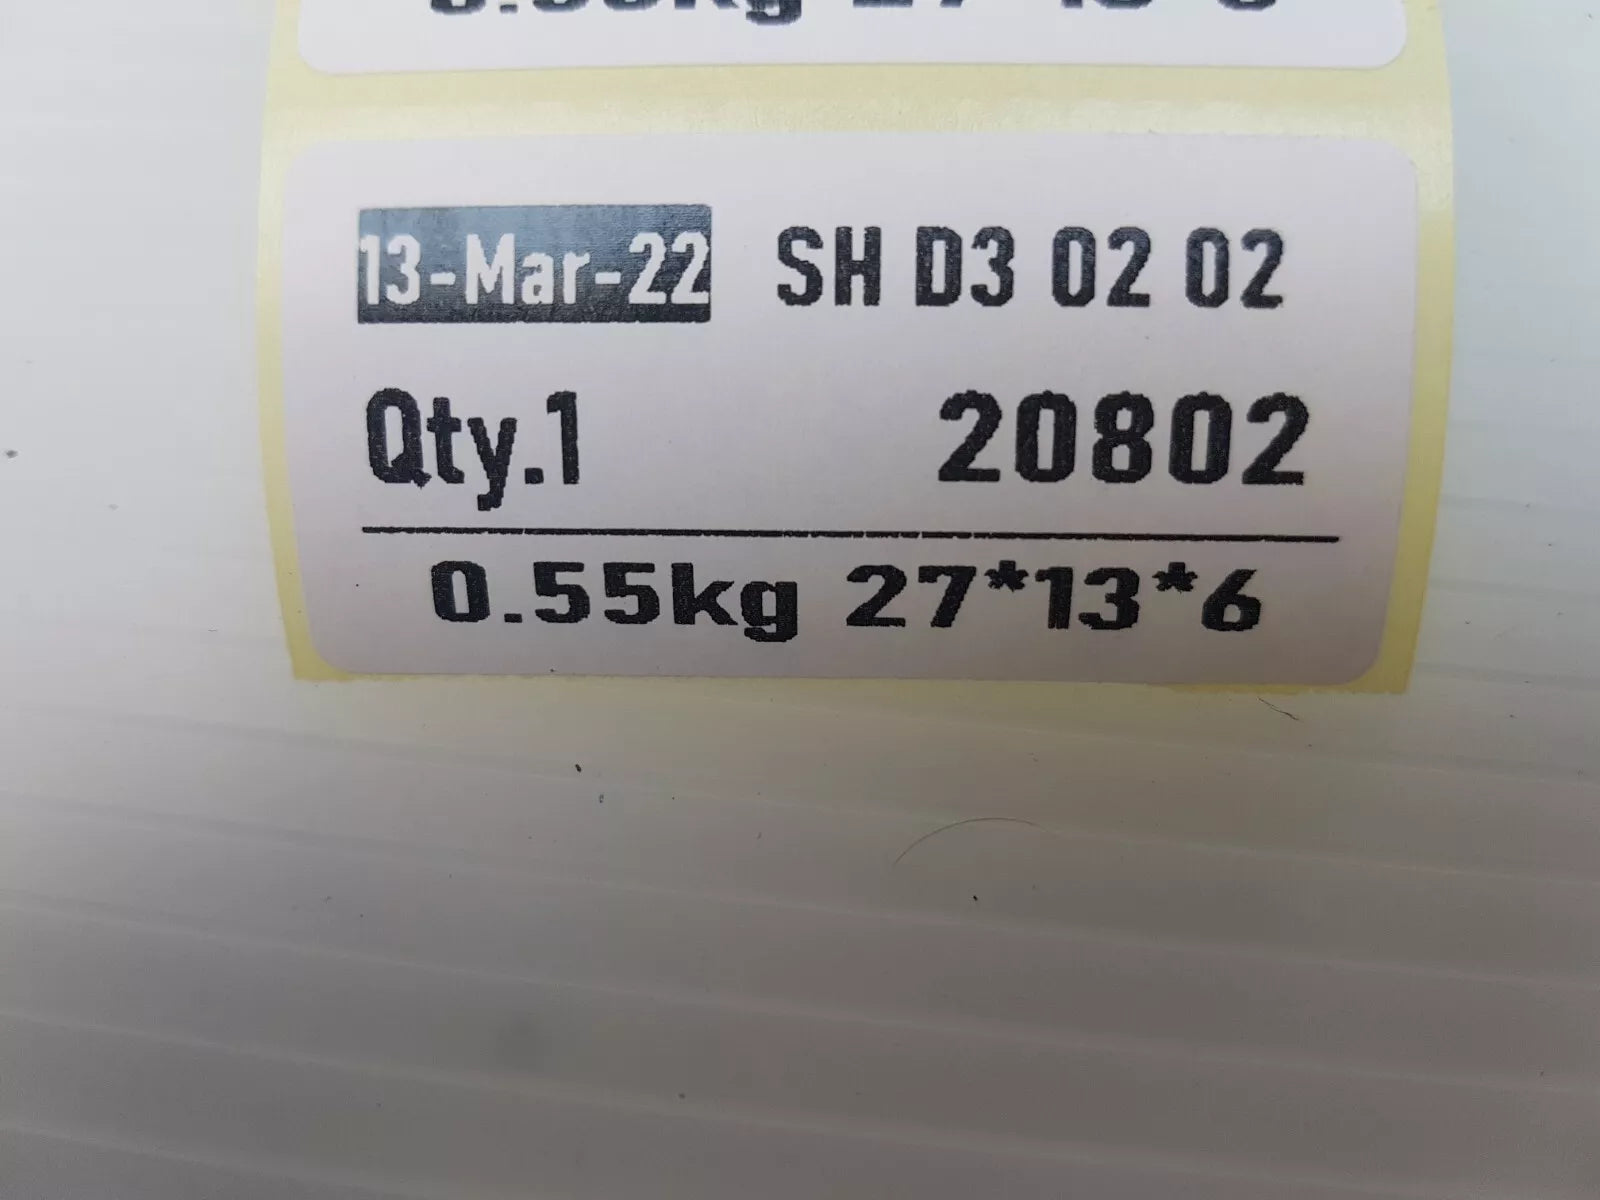 13-Mar-22 SH D3 02 02
Qty.1 20802
0.55kg 27*13*6